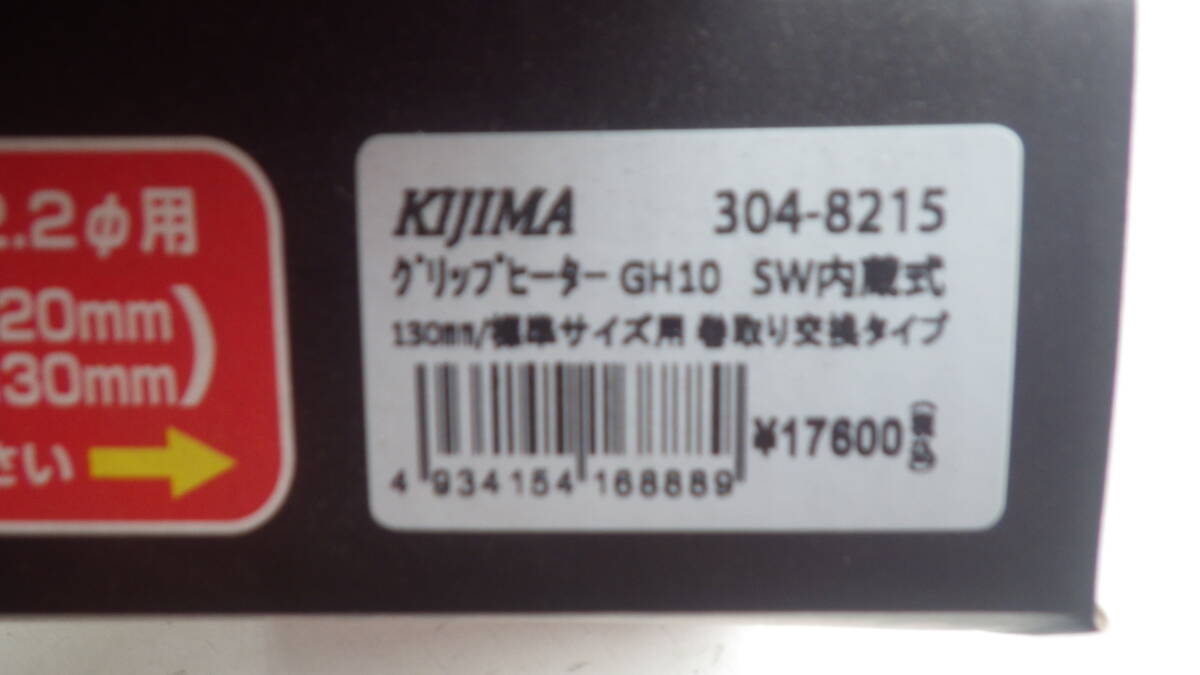 2.2φ用
20mm)
30mm)
さい
KIJIMA 304-8215
グリップヒーター GH10 SW内蔵式
130mm/標準サイズ用 巻取り交換タイプ
¥17600
4 934154 168889